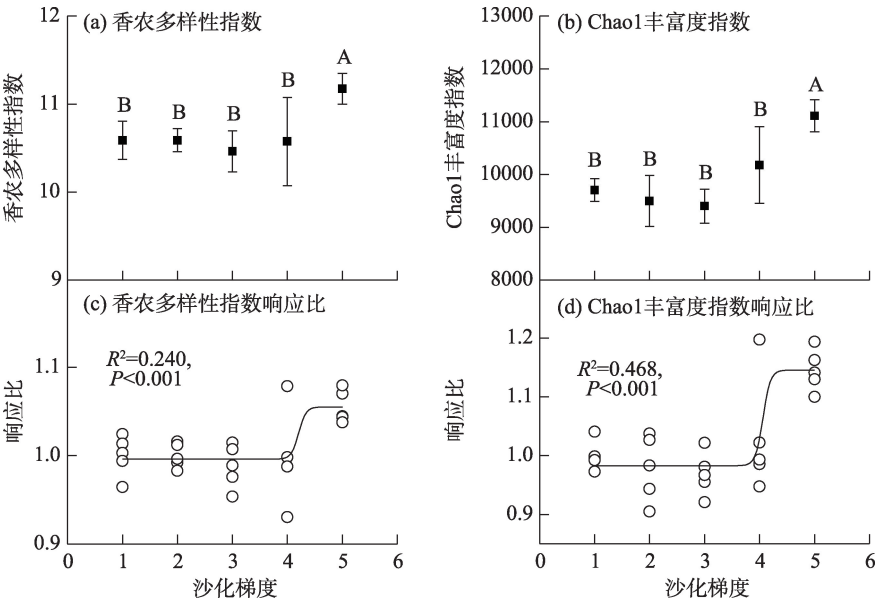 (a) 香农多样性指数
香农多样性指数
12
11
10
9
B
B
B
B
A
(b) Chao1丰富度指数
Chao1丰富度指数
13000
12000
11000
10000
9000
8000
B
B
B
B
A
(c) 香农多样性指数响应比
R²=0.240,
P<0.001
响应比
1.1
1.0
0.9
0 1 2 3 4 5 6
沙化梯度
(d) Chao1丰富度指数响应比
R²=0.468,
P<0.001
响应比
1.2
1.1
1.0
0.9
0 1 2 3 4 5 6
沙化梯度